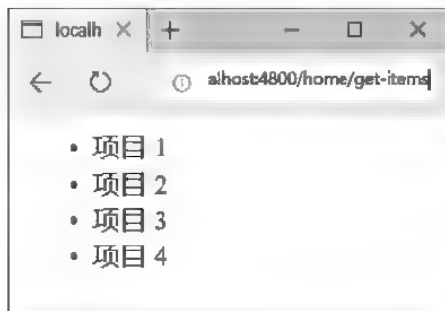 localh
alhost:4800/home/get-items
• 项目 1
• 项目 2
• 项目 3
• 项目 4